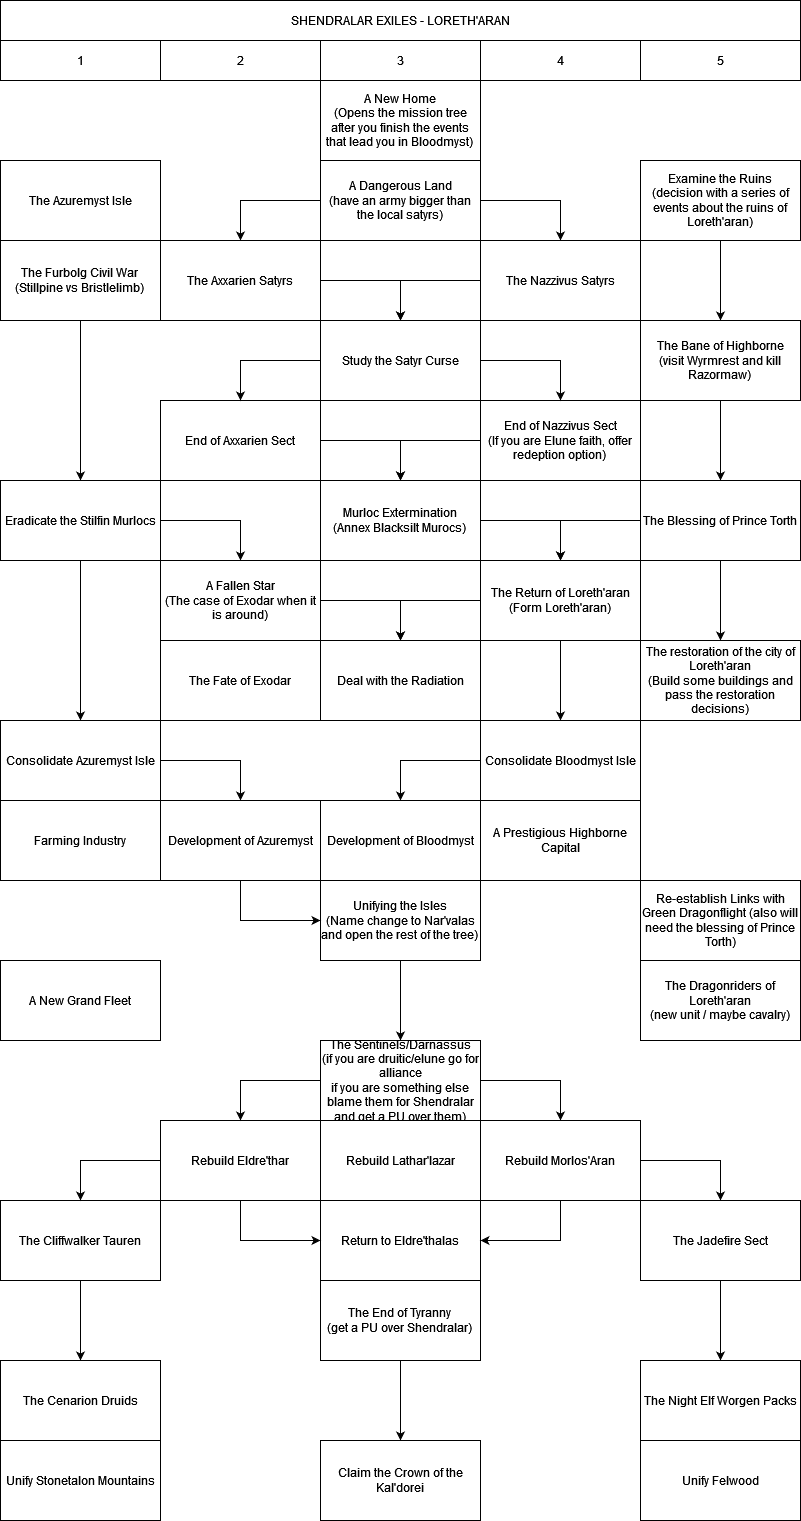 SHENDRALAR EXILES - LORETH'ARAN
1
2
3
4
5
A New Home
(Opens the mission tree
after you finish the events
that lead you in Bloodmyst)
The Azuremyst Isle
A Dangerous Land
(have an army bigger than
the local satyrs)
Examine the Ruins
(decision with a series of
events about the ruins of
Loreth'aran)
The Furbolg Civil War
(Stillpine vs Bristlelimb)
The Axxarien Satyrs
The Nazzivus Satyrs
Study the Satyr Curse
The Bane of Highborne
(visit Wyrmrest and kill
Razormaw)
End of Axxarien Sect
End of Nazzivus Sect
(If you are Elune faith, offer
redeption option)
Eradicate the Stilfin Murlocs
Murloc Extermination
(Annex Blacksilt Murocs)
The Blessing of Prince Torth
A Fallen Star
(The case of Exodar when it
is around)
The Return of Loreth'aran
(Form Loreth'aran)
The Fate of Exodar
Deal with the Radiation
The restoration of the city of
Loreth'aran
(Build some buildings and
pass the restoration
decisions)
Consolidate Azuremyst Isle
Consolidate Bloodmyst Isle
Farming Industry
Development of Azuremyst
Development of Bloodmyst
A Prestigious Highborne
Capital
Unifying the Isles
(Name change to Nar'valas
and open the rest of the tree)
Re-establish Links with
Green Dragonflight (also will
need the blessing of Prince
Torth)
A New Grand Fleet
The Dragonriders of
Loreth'aran
(new unit / maybe cavalry)
The Sentinels/Darnassus
(if you are druitic/elune go for
alliance
if you are something else
blame them for Shendralar
and get a PU over them)
Rebuild Eldre'thar
Rebuild Lathar'lazar
Rebuild Morlos'Aran
The Cliffwalker Tauren
Return to Eldre'thalas
The Jadefire Sect
The End of Tyranny
(get a PU over Shendralar)
The Cenarion Druids
The Night Elf Worgen Packs
Unify Stonetalon Mountains
Claim the Crown of the
Kal'dorei
Unify Felwood